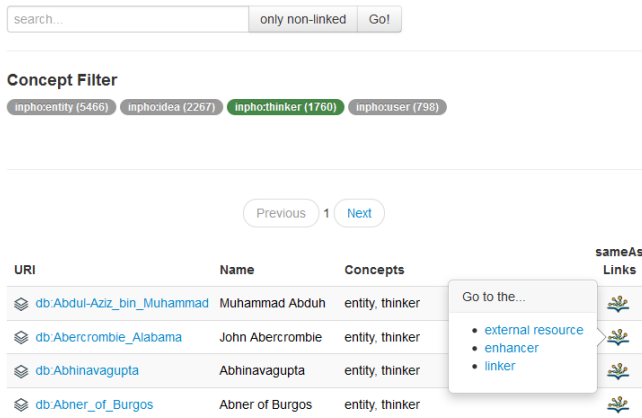 search... only non-linked Go!
Concept Filter
inpho:entity (5466) inpho:idea (2267) inpho:thinker (1760) inpho:user (798)
Previous 1 Next
URI Name Concepts sameAs Links
db:Abdul-Aziz_bin_Muhammad Muhammad Abduh entity, thinker
db:Abercrombie_Alabama John Abercrombie entity, thinker
db:Abhinavagupta Abhinavagupta entity, thinker
db:Abner_of_Burgos Abner of Burgos entity, thinker
Go to the...
external resource
enhancer
linker